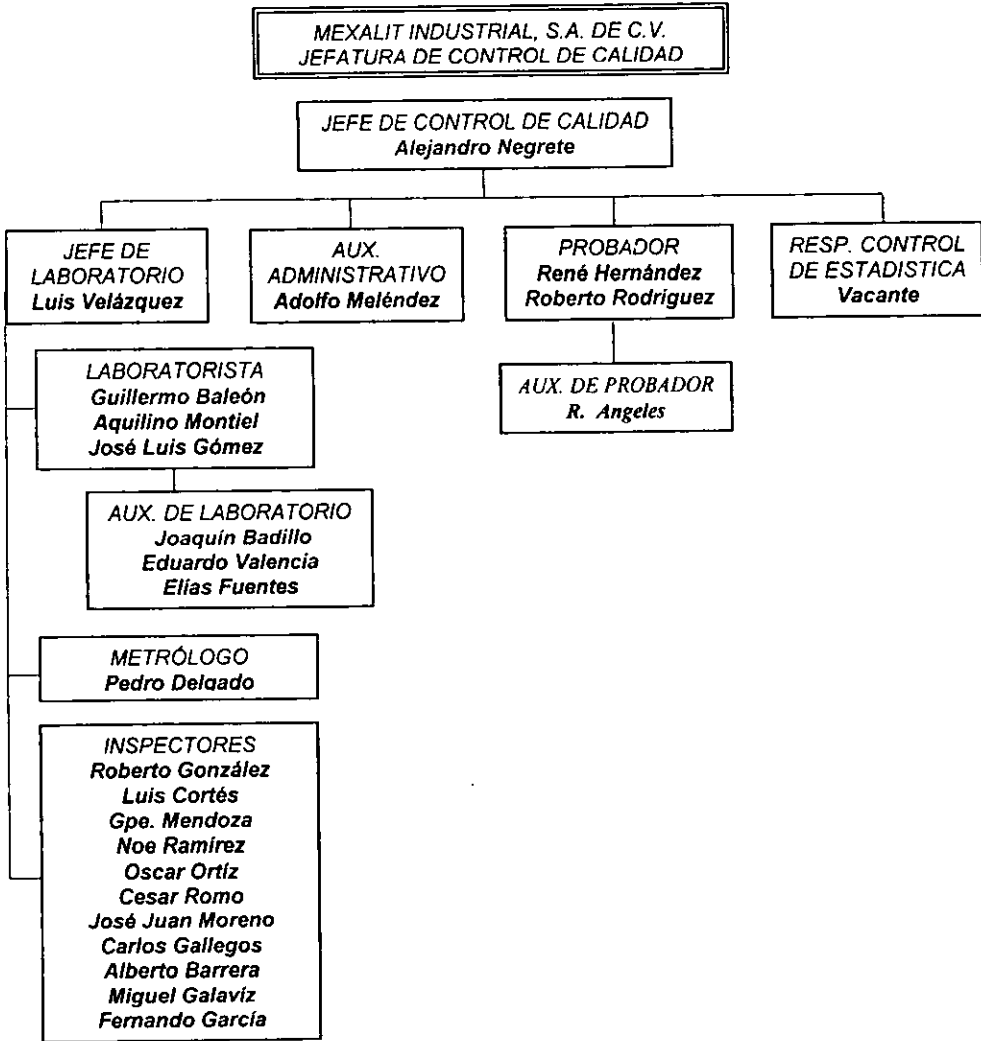 MEXALIT INDUSTRIAL, S.A. DE C.V.
JEFATURA DE CONTROL DE CALIDAD
JEFE DE CONTROL DE CALIDAD
Alejandro Negrete
JEFE DE
LABORATORIO
Luis Velázquez
AUX.
ADMINISTRATIVO
Adolfo Meléndez
PROBADOR
René Hernández
Roberto Rodríguez
RESP. CONTROL
DE ESTADISTICA
Vacante
LABORATORISTA
Guillermo Baleón
Aquilino Montiel
José Luis Gómez
AUX. DE PROBADOR
R. Angeles
AUX. DE LABORATORIO
Joaquín Badillo
Eduardo Valencia
Elías Fuentes
METRÓLOGO
Pedro Delgado
INSPECTORES
Roberto González
Luis Cortés
Gpe. Mendoza
Noe Ramírez
Oscar Ortíz
Cesar Romo
José Juan Moreno
Carlos Gallegos
Alberto Barrera
Miguel Galavíz
Fernando García